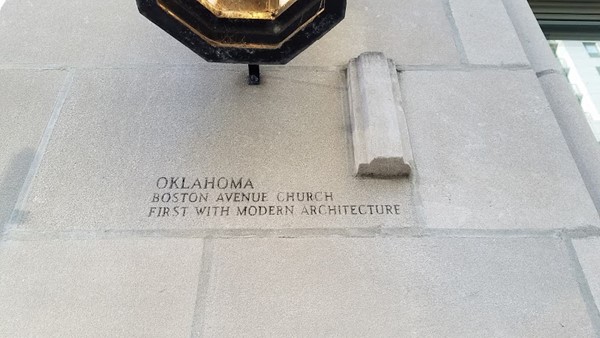 OKLAHOMA
BOSTON AVENUE CHURCH
FIRST WITH MODERN ARCHITECTURE